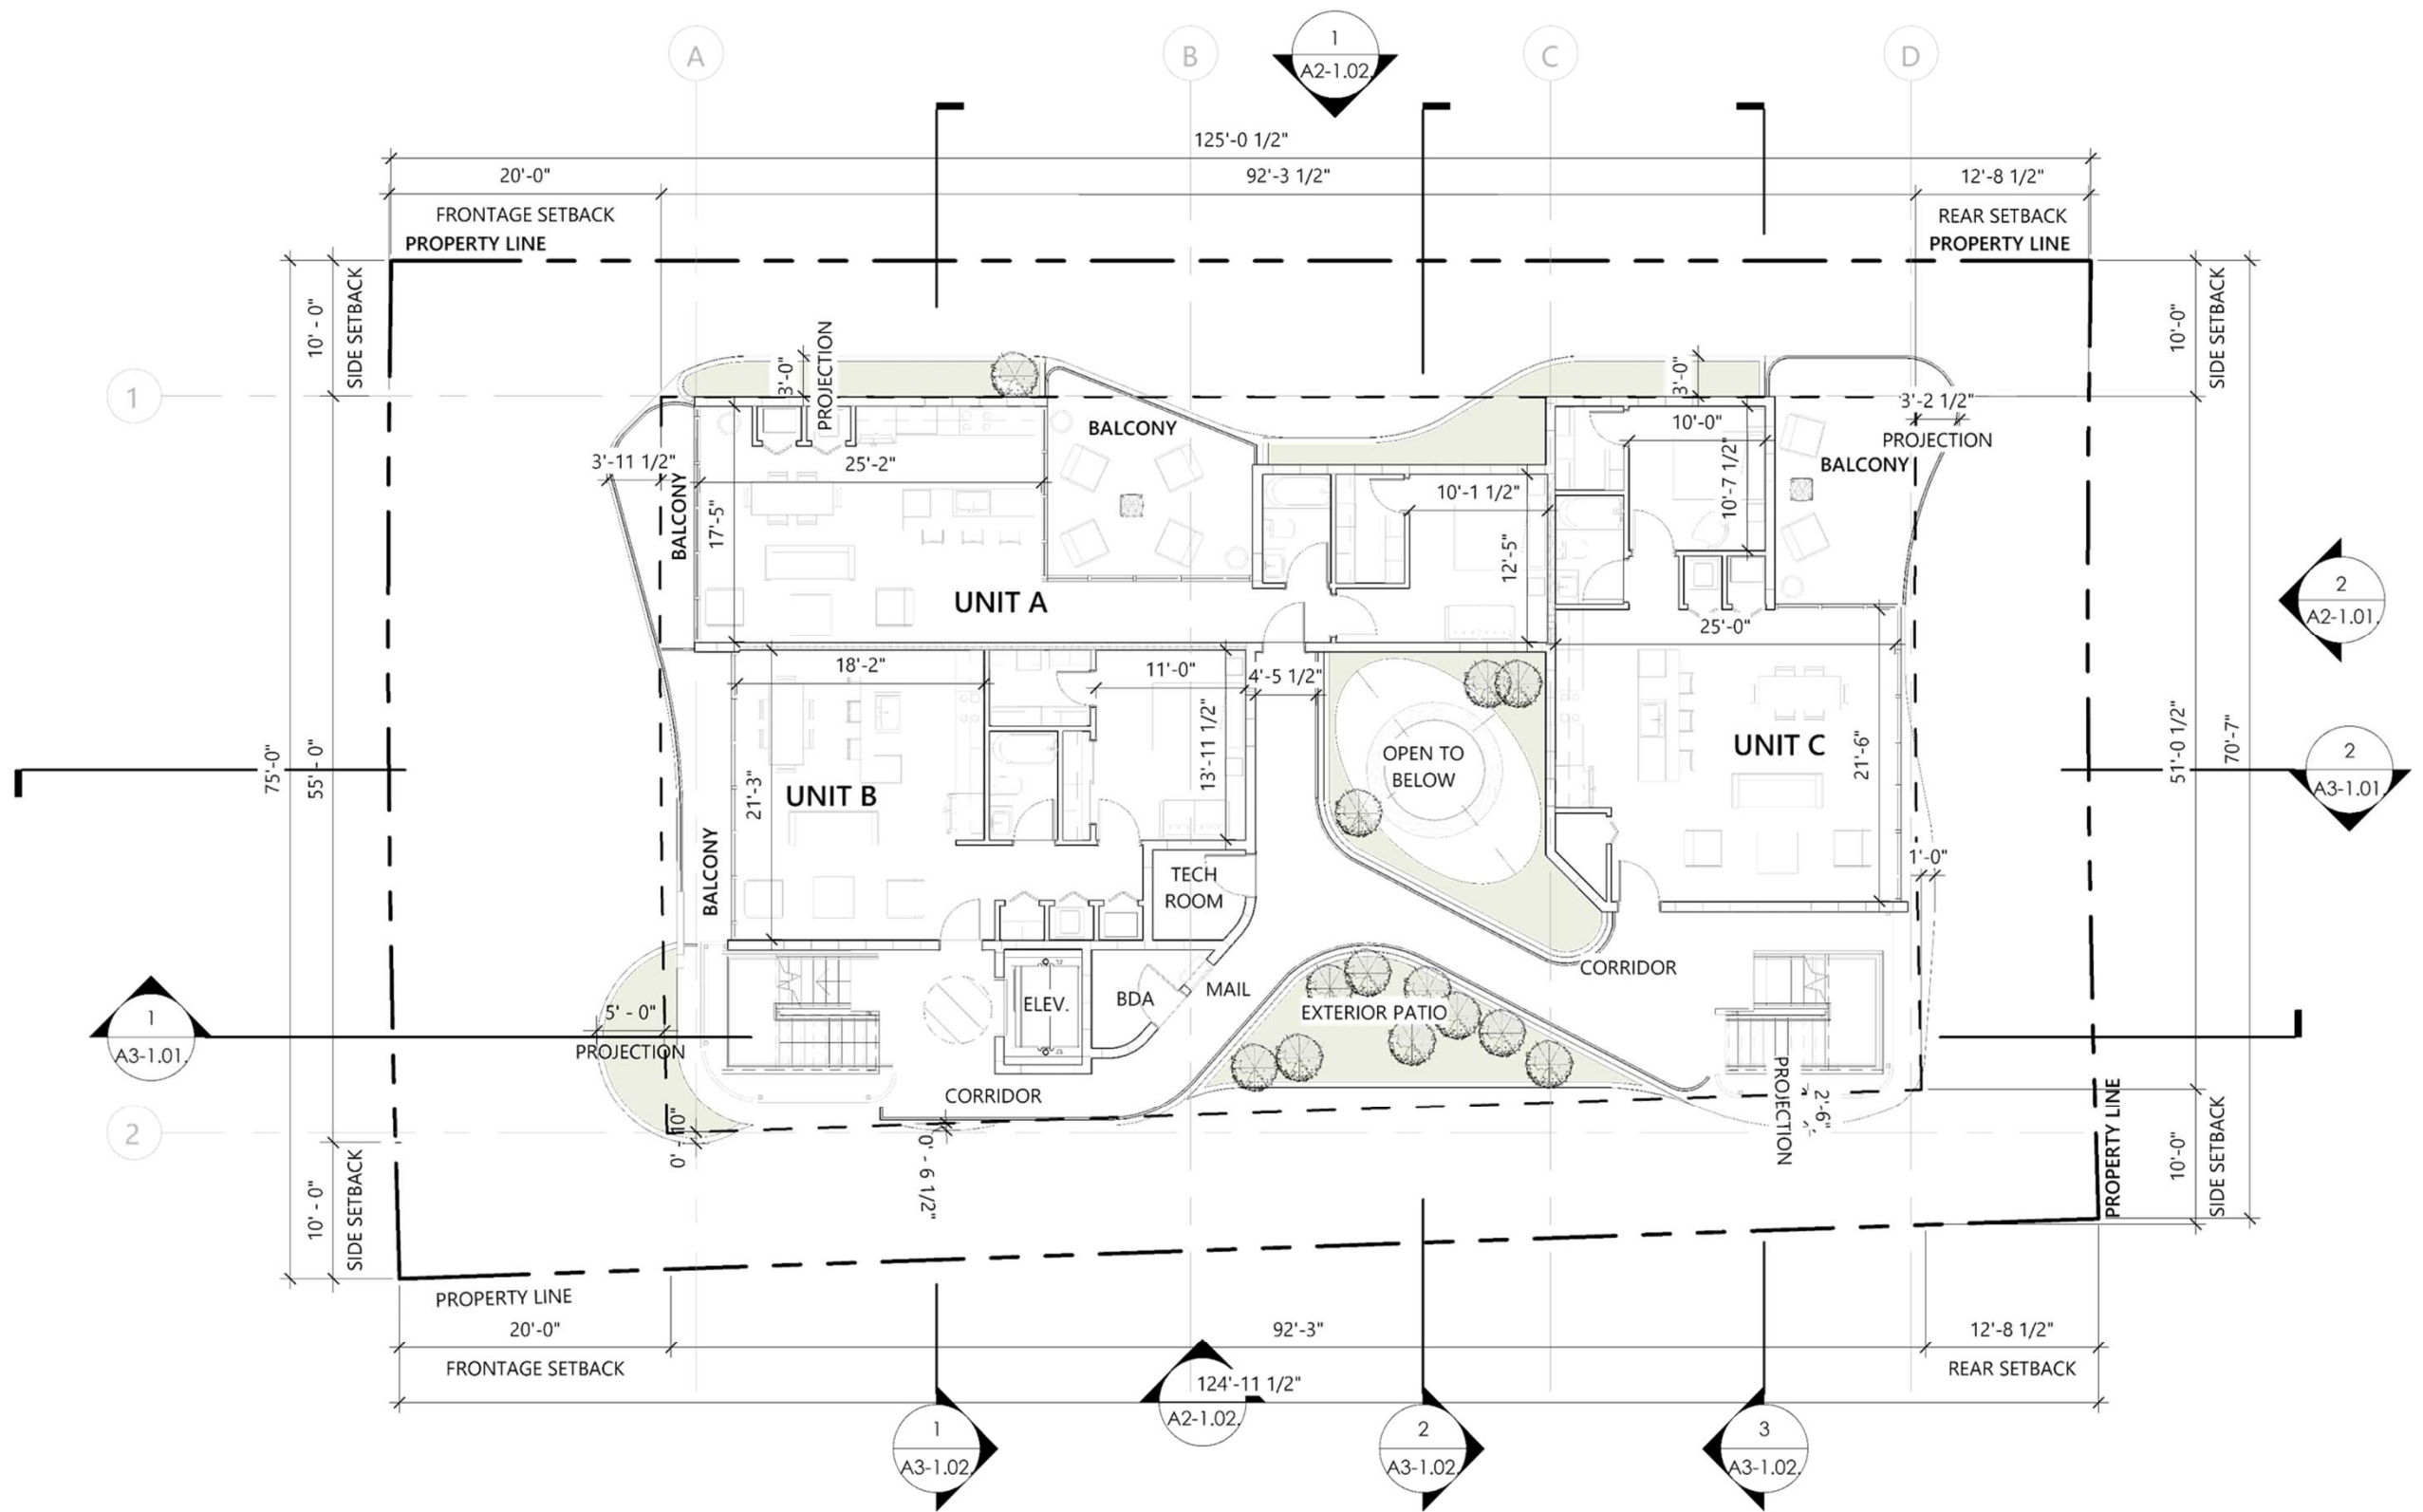 A
B
C
D
1
A2-1.02.
125'-0 1/2"
20'-0"
92'-3 1/2"
12'-8 1/2"
FRONTAGE SETBACK
REAR SETBACK
PROPERTY LINE
PROPERTY LINE
10' - 0"
SIDE SETBACK
10'-0"
SIDE SETBACK
1
3'-0"
PROJECTION
3'-0"
3'-2 1/2"
PROJECTION
BALCONY
10'-0"
BALCONY
3'-11 1/2"
BALCONY
25'-2"
10'-7 1/2"
10'-1 1/2"
17'-5"
12'-5"
UNIT A
25'-0"
2
A2-1.01.
18'-2"
11'-0"
4'-5 1/2"
75'-0"
55' - 0"
13'-11 1/2"
21'-3"
UNIT B
OPEN TO
BELOW
UNIT C
21'-6"
51'-0 1/2"
70'-7"
2
A3-1.01.
BALCONY
TECH
ROOM
1'-0"
CORRIDOR
ELEV.
BDA
MAIL
EXTERIOR PATIO
1
A3-1.01.
5' - 0"
PROJECTION
CORRIDOR
PROJECTION
2'-6"
2
0' - 10"
0' - 6 1/2"
10' - 0"
SIDE SETBACK
PROPERTY LINE
10'-0"
SIDE SETBACK
PROPERTY LINE
20'-0"
92'-3"
12'-8 1/2"
FRONTAGE SETBACK
REAR SETBACK
124'-11 1/2"
A2-1.02.
1
A3-1.02.
2
A3-1.02.
3
A3-1.02.